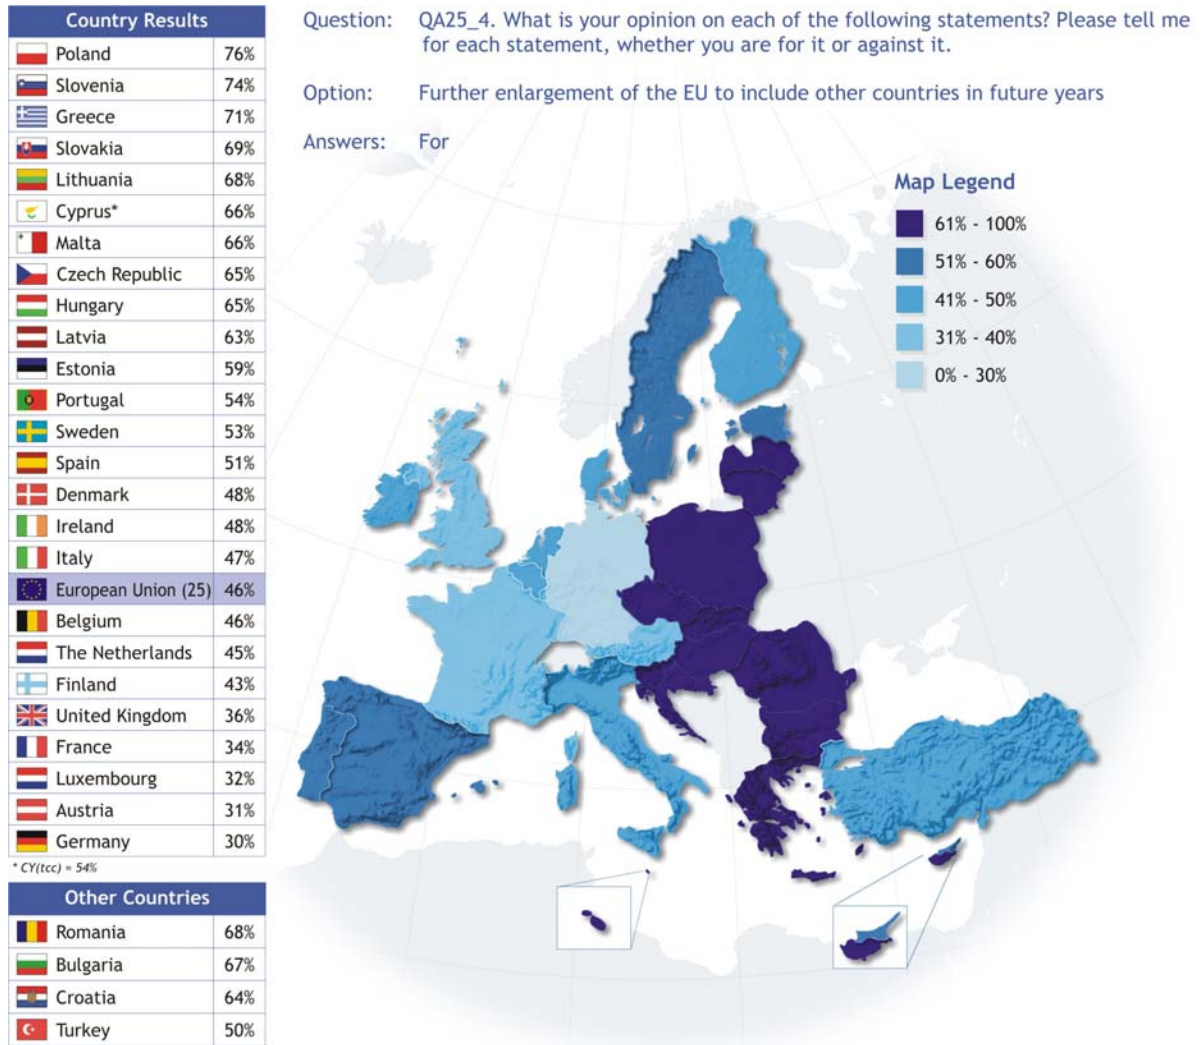 Country Results
Poland 76%
Slovenia 74%
Greece 71%
Slovakia 69%
Lithuania 68%
Cyprus* 66%
Malta 66%
Czech Republic 65%
Hungary 65%
Latvia 63%
Estonia 59%
Portugal 54%
Sweden 53%
Spain 51%
Denmark 48%
Ireland 48%
Italy 47%
European Union (25) 46%
Belgium 46%
The Netherlands 45%
Finland 43%
United Kingdom 36%
France 34%
Luxembourg 32%
Austria 31%
Germany 30%
* CY(tcc) = 54%
Other Countries
Romania 68%
Bulgaria 67%
Croatia 64%
Turkey 50%
Question: QA25_4. What is your opinion on each of the following statements? Please tell me
for each statement, whether you are for it or against it.
Option: Further enlargement of the EU to include other countries in future years
Answers: For
Map Legend
61% - 100%
51% - 60%
41% - 50%
31% - 40%
0% - 30%